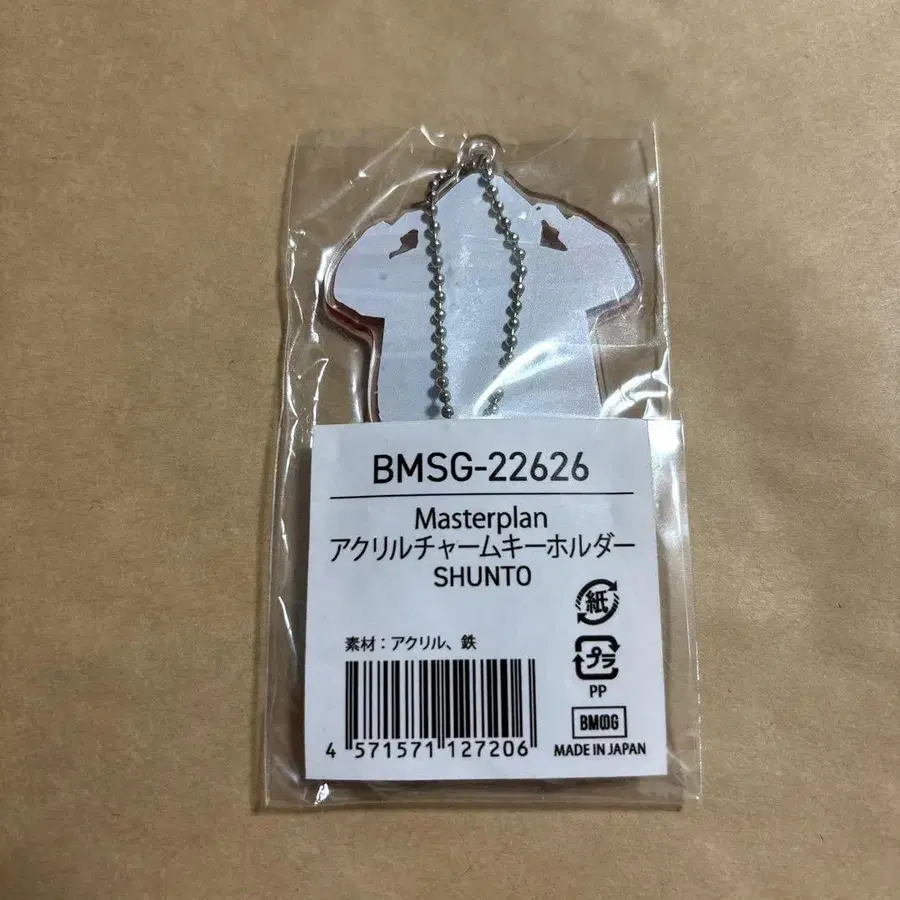 BMSG-22626
Masterplan
アクリルチャームキーホルダー
SHUNTO
紙
素材：アクリル、鉄
プラ
PP
BMSG
4 571571 127206
MADE IN JAPAN